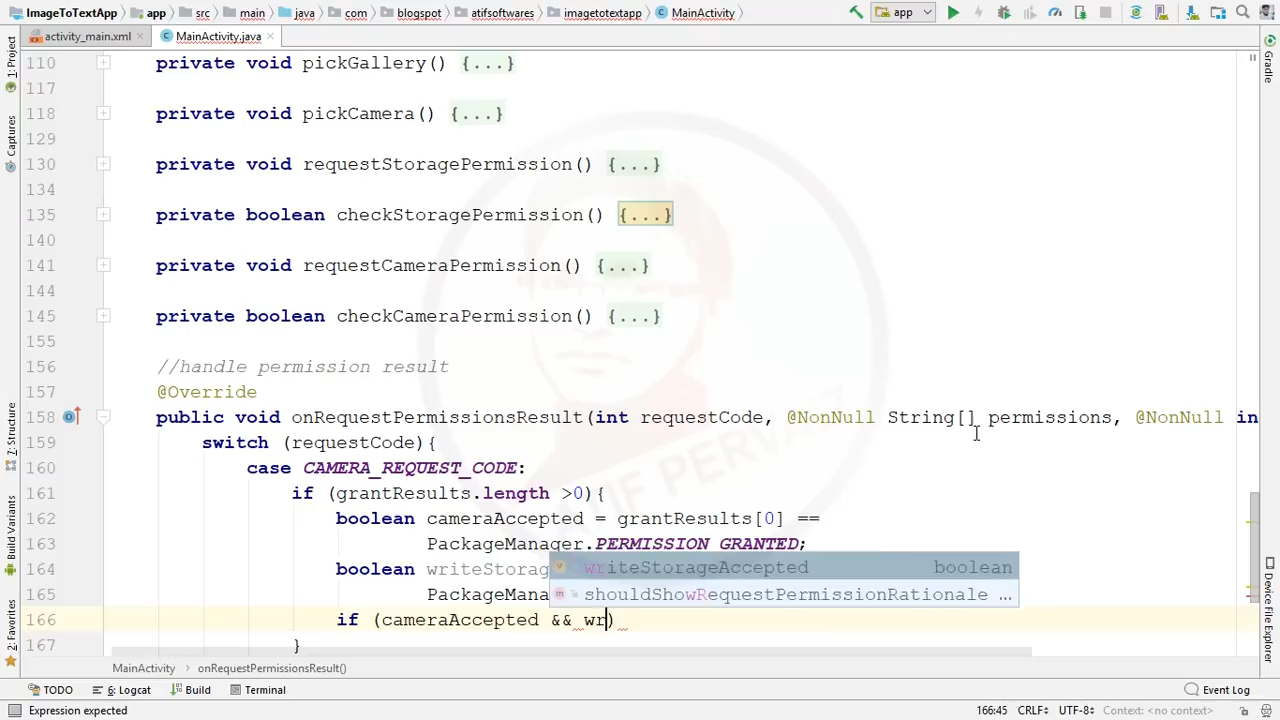 ImageToTextApp app src main java com blogspot atifsoftwares imagetotextapp MainActivity app
activity_main.xml MainActivity.java
1: Project
Captures
7: Structure
Build Variants
2: Favorites
Gradle
Device File Explorer
110 private void pickGallery() {...}
117
118 private void pickCamera() {...}
129
130 private void requestStoragePermission() {...}
134
135 private boolean checkStoragePermission() {...}
140
141 private void requestCameraPermission() {...}
144
145 private boolean checkCameraPermission() {...}
155
156 //handle permission result
157 @Override
158 public void onRequestPermissionsResult(int requestCode, @NonNull String[] permissions, @NonNull in
159 switch (requestCode){
160 case CAMERA_REQUEST_CODE:
161 if (grantResults.length >0){
162 boolean cameraAccepted = grantResults[0] ==
163 PackageManager.PERMISSION_GRANTED;
164 boolean writeStorag
writeStorageAccepted boolean
165 PackageMana
shouldShowRequestPermissionRationale ...
166 if (cameraAccepted && wr)
167 }
MainActivity onRequestPermissionsResult()
TODO 6: Logcat Build Terminal Event Log
Expression expected 166:45 CRLF: UTF-8: Context: <no context>